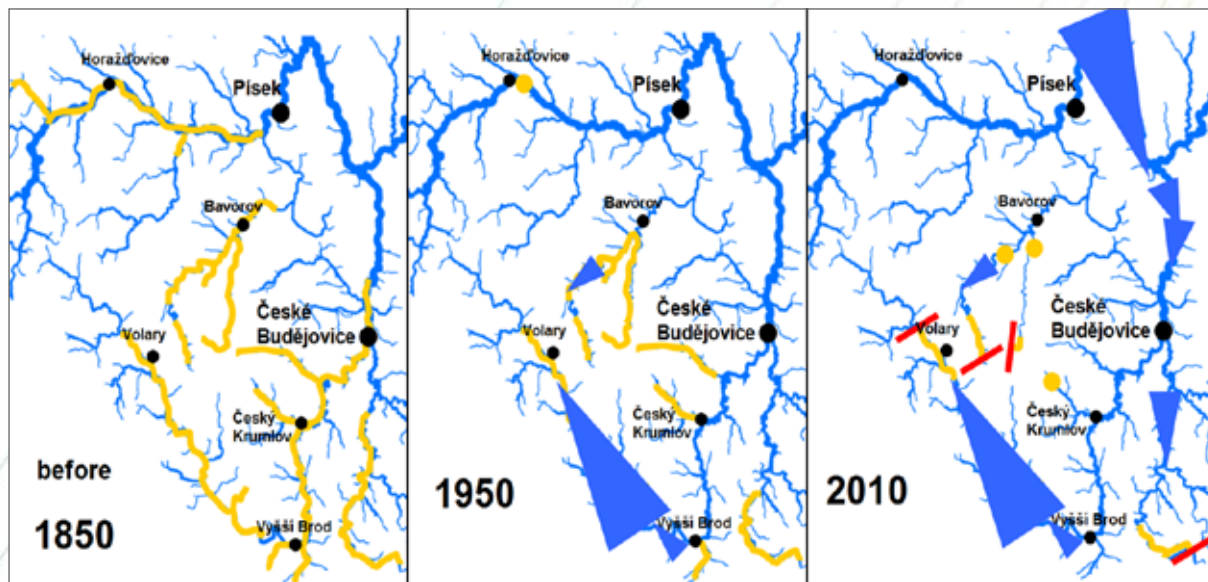 Horažďovice
Písek
Bavorov
České
Budějovice
Volary
Český
Krumlov
before
1850
Vyšší Brod
Horažďovice
Písek
Bavorov
České
Budějovice
Volary
Český
Krumlov
1950
Vyšší Brod
Horažďovice
Písek
Bavorov
České
Budějovice
Volary
Český
Krumlov
2010
Vyšší Brod